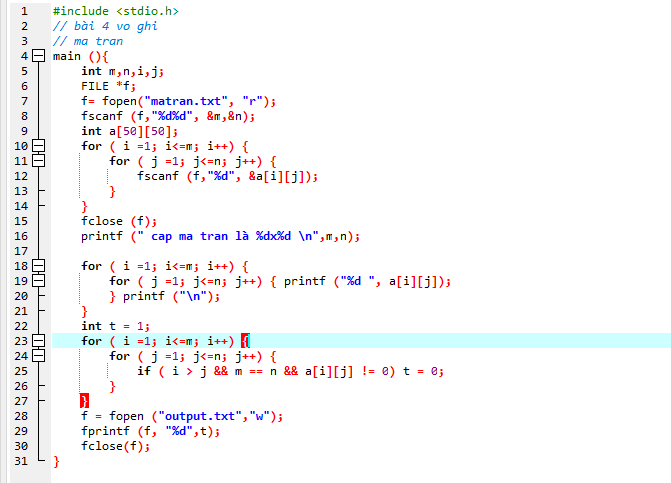 1 #include <stdio.h>
2 // bài 4 vo ghi
3 // ma tran
4 main (){
5 int m,n,i,j;
6 FILE *f;
7 f= fopen("matran.txt", "r");
8 fscanf (f,"%d%d", &m,&n);
9 int a[50][50];
10 for ( i =1; i<=m; i++) {
11 for ( j =1; j<=n; j++) {
12 fscanf (f,"%d", &a[i][j]);
13 }
14 }
15 fclose (f);
16 printf (" cap ma tran là %dx%d \n",m,n);
17
18 for ( i =1; i<=m; i++) {
19 for ( j =1; j<=n; j++) { printf ("%d ", a[i][j]);
20 } printf ("\n");
21 }
22 int t = 1;
23 for ( i =1; i<=m; i++) {
24 for ( j =1; j<=n; j++) {
25 if ( i > j && m == n && a[i][j] != 0) t = 0;
26 }
27 }
28 f = fopen ("output.txt","w");
29 fprintf (f, "%d",t);
30 fclose(f);
31 }